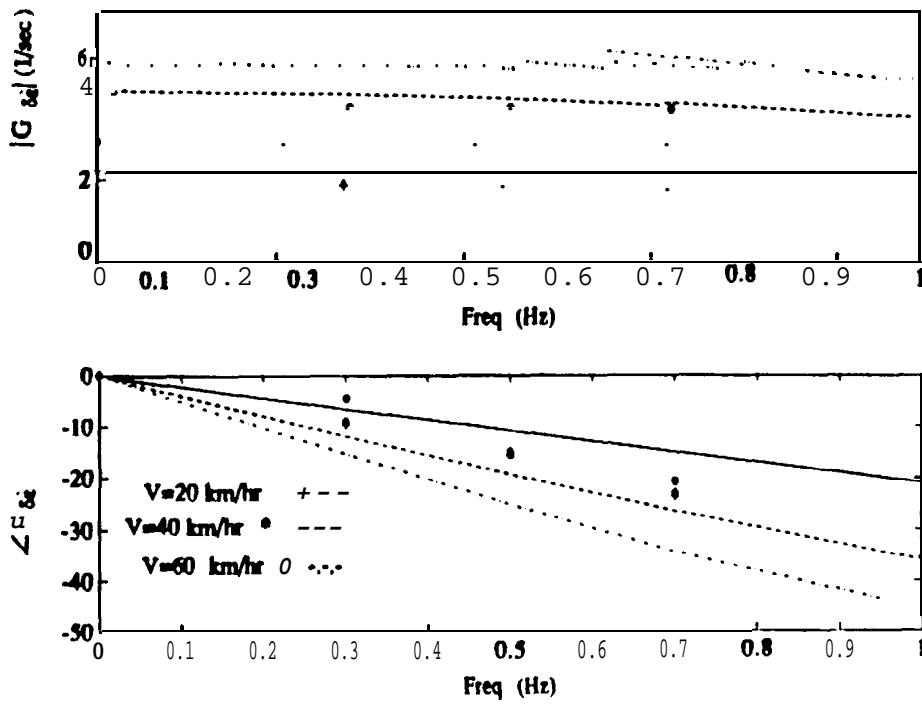 |G δε̇| (1/sec)
6
4
2
0
0 0.1 0.2 0.3 0.4 0.5 0.6 0.7 0.8 0.9 1
Freq (Hz)
0
-10
-20
-30
-40
-50
V=20 km/hr + ---
V=40 km/hr ---
V=60 km/hr 0
0 0.1 0.2 0.3 0.4 0.5 0.6 0.7 0.8 0.9 1
Freq (Hz)